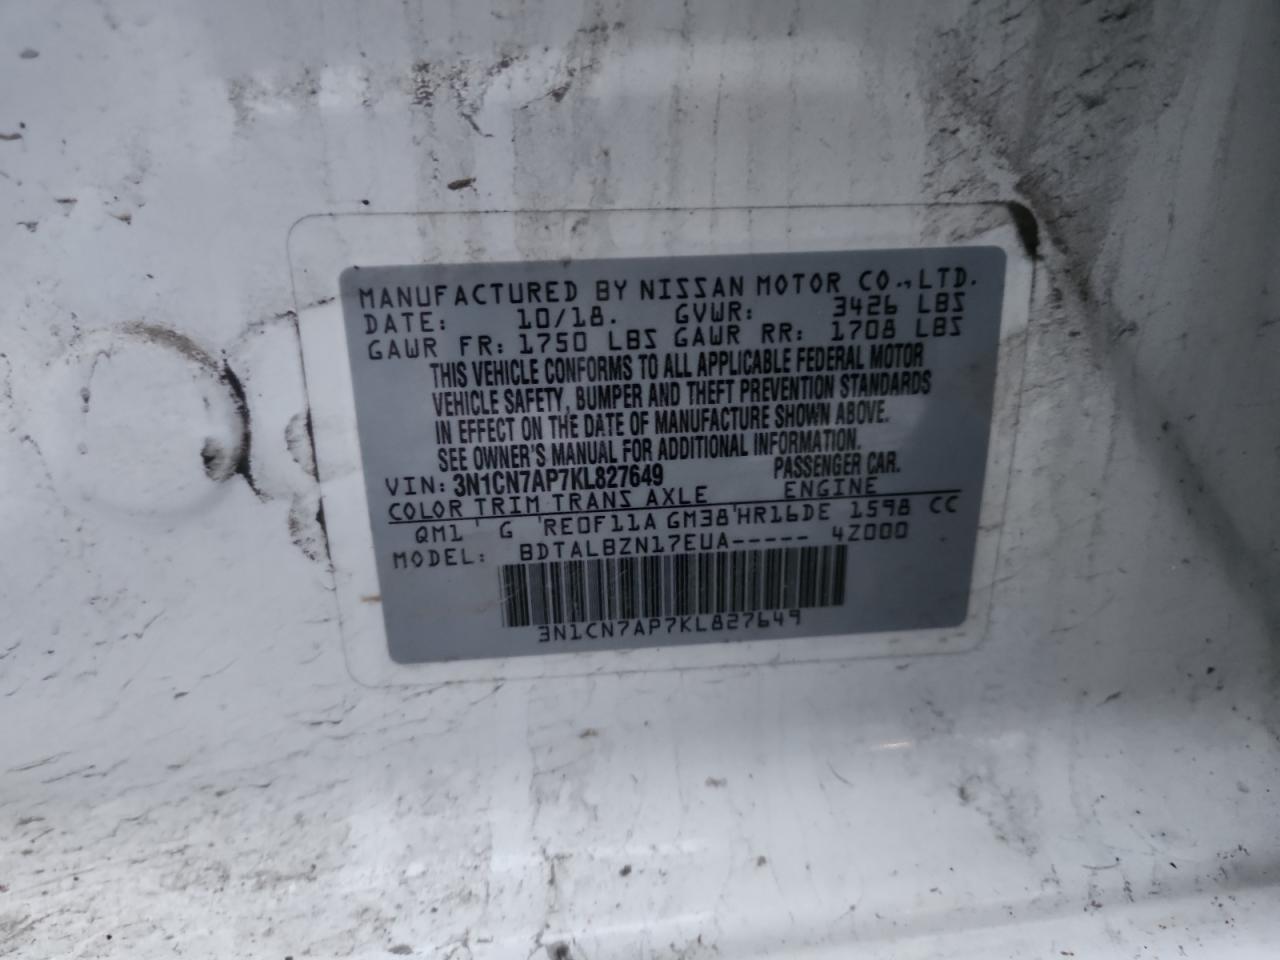 MANUFACTURED BY NISSAN MOTOR CO.,LTD.
DATE: 10/18. GVWR: 3426 LBS
GAWR FR: 1750 LBS GAWR RR: 1708 LBS
THIS VEHICLE CONFORMS TO ALL APPLICABLE FEDERAL MOTOR
VEHICLE SAFETY, BUMPER AND THEFT PREVENTION STANDARDS
IN EFFECT ON THE DATE OF MANUFACTURE SHOWN ABOVE.
SEE OWNER'S MANUAL FOR ADDITIONAL INFORMATION.
VIN: 3N1CN7AP7KL827649 PASSENGER CAR.
COLOR TRIM TRANS AXLE ENGINE
QM1 ' G 'RE0F11A GM38'HR16DE 1598 CC
MODEL: BDTALBZN17EUA----- 4Z000
3N1CN7AP7KL827649